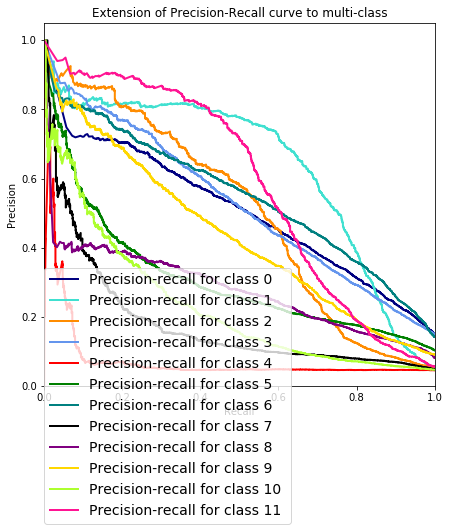 Extension of Precision-Recall curve to multi-class
1.0
0.8
0.6
0.4
0.2
0.0
Precision
0.0 0.2 0.4 0.6 0.8 1.0
Recall
Precision-recall for class 0
Precision-recall for class 1
Precision-recall for class 2
Precision-recall for class 3
Precision-recall for class 4
Precision-recall for class 5
Precision-recall for class 6
Precision-recall for class 7
Precision-recall for class 8
Precision-recall for class 9
Precision-recall for class 10
Precision-recall for class 11